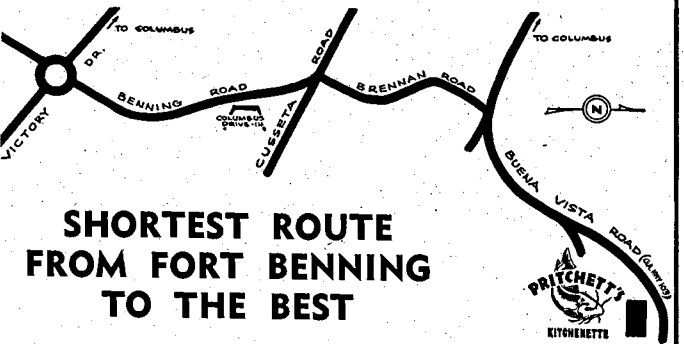 TO COLUMBUS
VICTORY DR.
BENNING ROAD
COLUMBUS
DRIVE-IN
CUSSETA ROAD
BRENNAN ROAD
TO COLUMBUS
N
BUENA VISTA ROAD
SHORTEST ROUTE
FROM FORT BENNING
TO THE BEST
PRITCHETT'S
KITCHENETTE